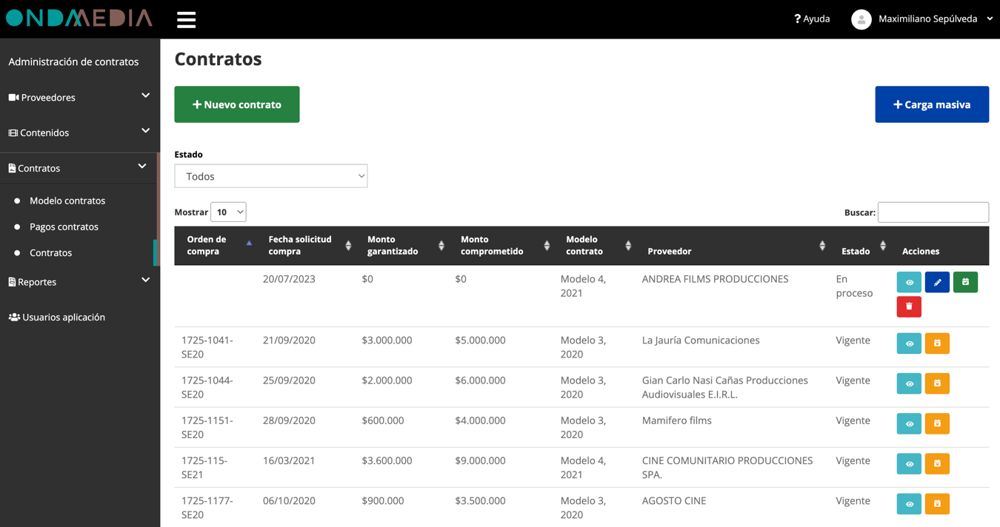 ONDAMEDIA
? Ayuda
Maximiliano Sepúlveda
Administración de contratos
Proveedores
Contenidos
Contratos
Modelo contratos
Pagos contratos
Contratos
Reportes
Usuarios aplicación
Contratos
+ Nuevo contrato
+ Carga masiva
Estado
Todos
Mostrar 10
Buscar:
Orden de compra Fecha solicitud compra Monto garantizado Monto comprometido Modelo contrato Proveedor Estado Acciones
20/07/2023 $0 $0 Modelo 4, 2021 ANDREA FILMS PRODUCCIONES En proceso
1725-1041-SE20 21/09/2020 $3.000.000 $5.000.000 Modelo 3, 2020 La Jauría Comunicaciones Vigente
1725-1044-SE20 25/09/2020 $2.000.000 $6.000.000 Modelo 3, 2020 Gian Carlo Nasi Cañas Producciones Audiovisuales E.I.R.L. Vigente
1725-1151-SE20 28/09/2020 $600.000 $4.000.000 Modelo 3, 2020 Mamifero films Vigente
1725-115-SE21 16/03/2021 $3.600.000 $9.000.000 Modelo 4, 2021 CINE COMUNITARIO PRODUCCIONES SPA. Vigente
1725-1177-SE20 06/10/2020 $900.000 $3.500.000 Modelo 3, 2020 AGOSTO CINE Vigente